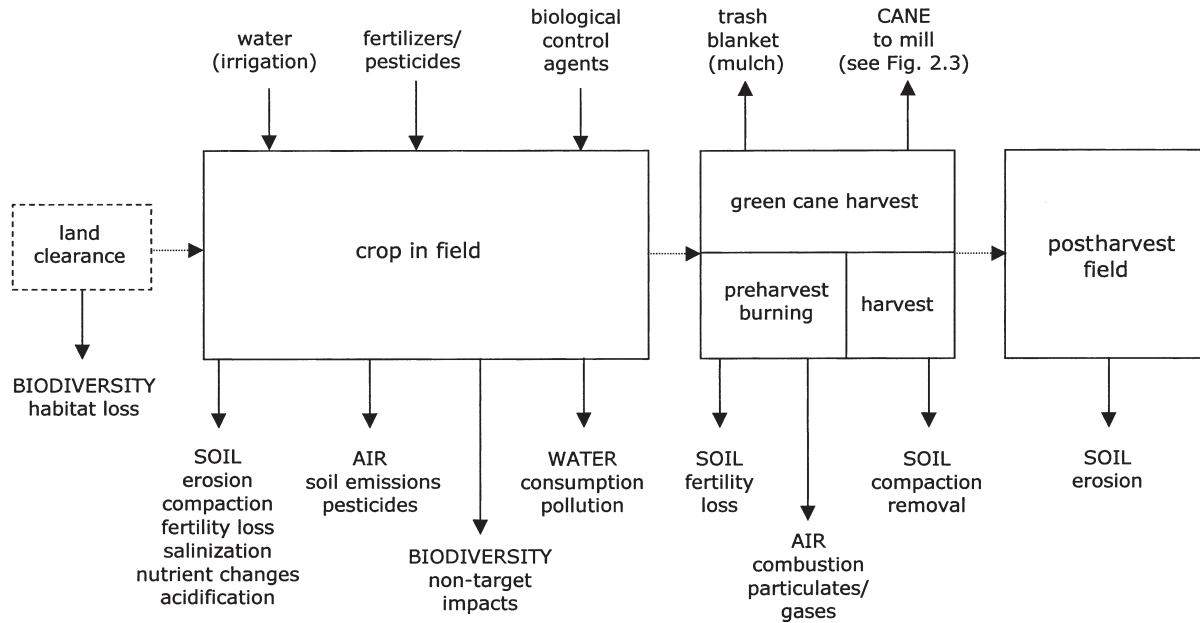 water
(irrigation)
fertilizers/
pesticides
biological
control
agents
trash
blanket
(mulch)
CANE
to mill
(see Fig. 2.3)
land
clearance
crop in field
green cane harvest
preharvest
burning
harvest
postharvest
field
BIODIVERSITY
habitat loss
SOIL
erosion
compaction
fertility loss
salinization
nutrient changes
acidification
AIR
soil emissions
pesticides
BIODIVERSITY
non-target
impacts
WATER
consumption
pollution
SOIL
fertility
loss
AIR
combustion
particulates/
gases
SOIL
compaction
removal
SOIL
erosion